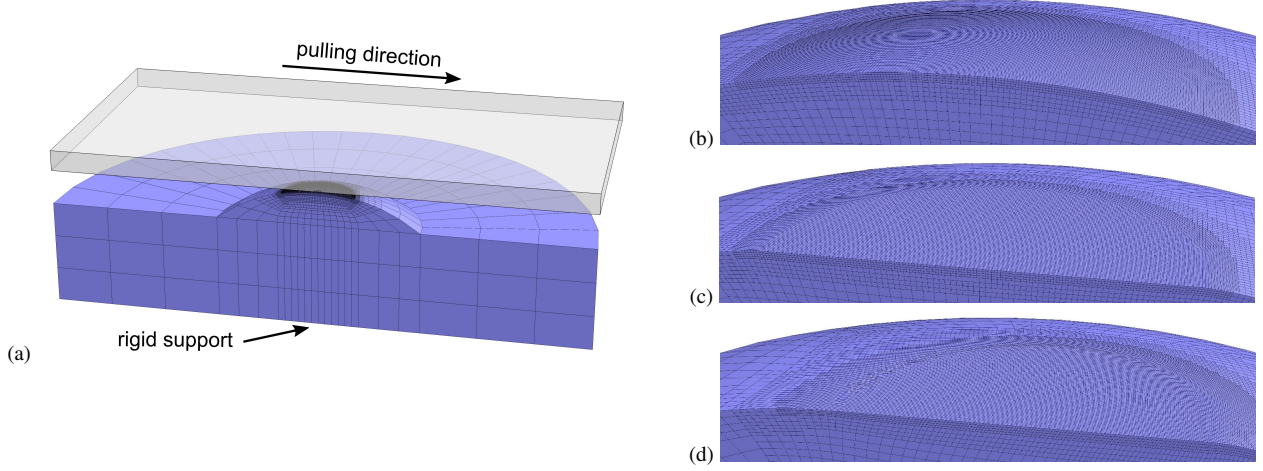 pulling direction
rigid support
(a)
(b)
(c)
(d)